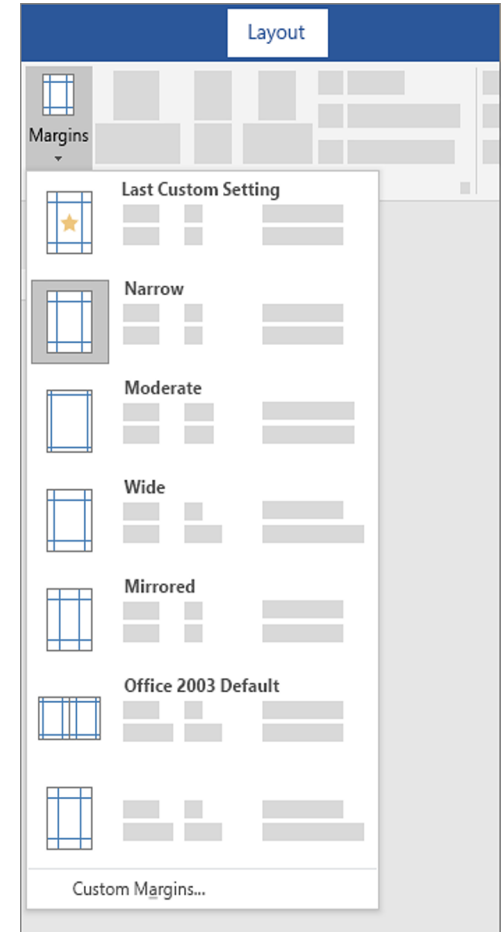 Layout
Margins
Last Custom Setting
Narrow
Moderate
Wide
Mirrored
Office 2003 Default
Custom Margins...